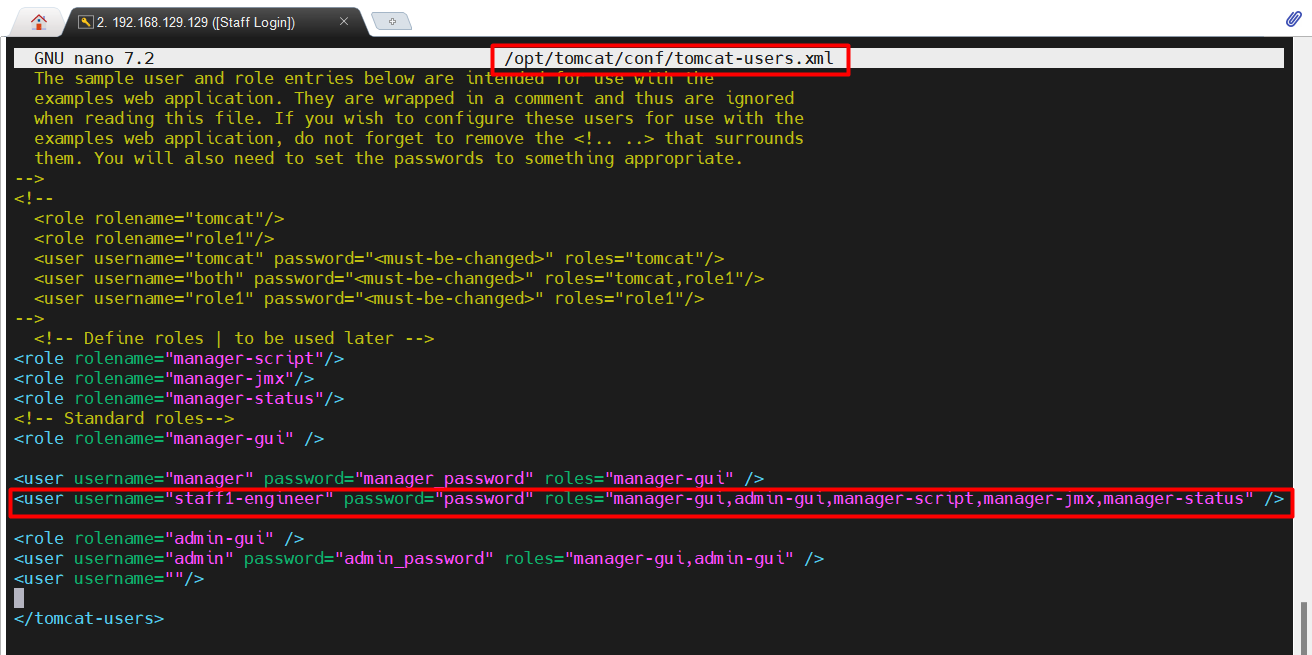 2. 192.168.129.129 ([Staff Login])
GNU nano 7.2 /opt/tomcat/conf/tomcat-users.xml
The sample user and role entries below are intended for use with the
examples web application. They are wrapped in a comment and thus are ignored
when reading this file. If you wish to configure these users for use with the
examples web application, do not forget to remove the <!.. ..> that surrounds
them. You will also need to set the passwords to something appropriate.
-->
<!--
<role rolename="tomcat"/>
<role rolename="role1"/>
<user username="tomcat" password="<must-be-changed>" roles="tomcat"/>
<user username="both" password="<must-be-changed>" roles="tomcat,role1"/>
<user username="role1" password="<must-be-changed>" roles="role1"/>
-->
<!-- Define roles | to be used later -->
<role rolename="manager-script"/>
<role rolename="manager-jmx"/>
<role rolename="manager-status"/>
<!-- Standard roles-->
<role rolename="manager-gui" />
<user username="manager" password="manager_password" roles="manager-gui" />
<user username="staff1-engineer" password="password" roles="manager-gui,admin-gui,manager-script,manager-jmx,manager-status" />
<role rolename="admin-gui" />
<user username="admin" password="admin_password" roles="manager-gui,admin-gui" />
<user username=""/>
</tomcat-users>